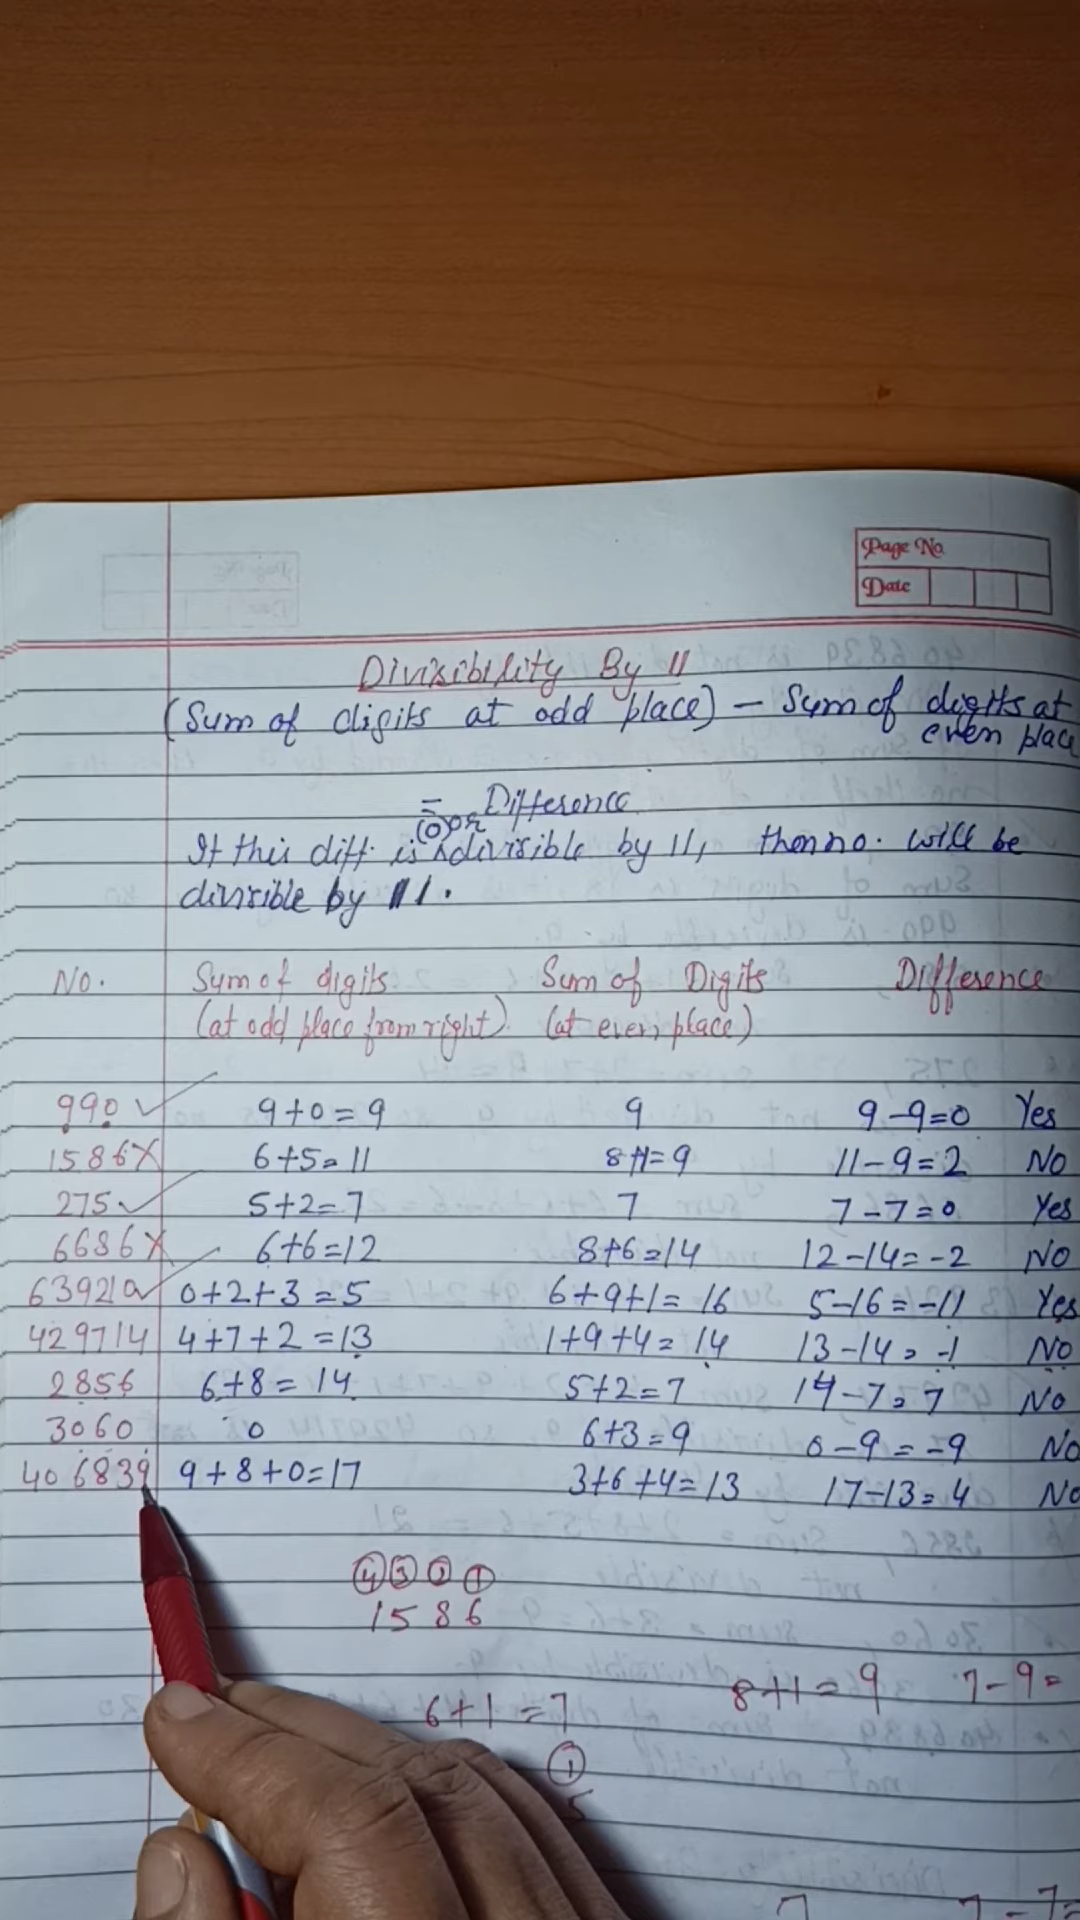 Page No.
Date
Divisibility By 11
(Sum of digits at odd place) - Sum of digits at
even place
= Difference
(0) or
If this diff. is ^ divisible by 11, then no. will be
divisible by 11.
No. Sum of digits Sum of Digits Difference
(at odd place from right) (at even place)
990 ✓ 9+0=9 9 9-9=0 Yes
1586 X 6+5=11 8+1=9 11-9=2 NO
275 ✓ 5+2=7 7 7-7=0 Yes
6686 X 6+6=12 8+6=14 12-14=-2 NO
639210 ✓ 0+2+3=5 6+9+1=16 5-16=-11 Yes
429714 4+7+2=13 1+9+4=14 13-14=-1 NO
2856 6+8=14 5+2=7 14-7=7 NO
3060 0 6+3=9 0-9=-9 No
406839 9+8+0=17 3+6+4=13 17-13=4 No
④ ③ ② ①
1586
8+1=9 7-9=
6+1=7
①
5
7 7-7=